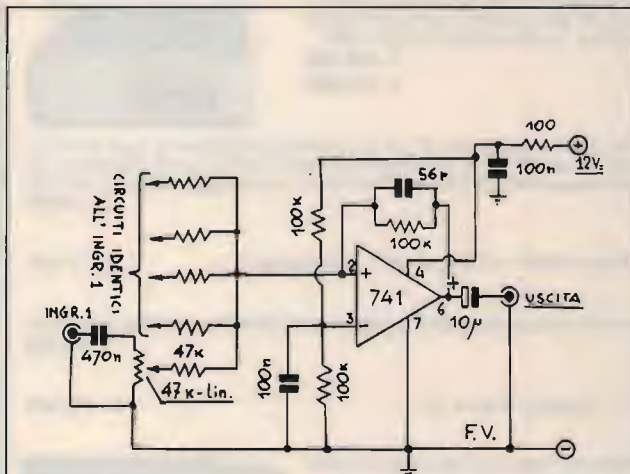 100
12V=
100n
56p
100K
100K
CIRCUITI IDENTICI
ALL'INGR.1
2
+
4
741
6
+
10µ
USCITA
3
-
7
INGR.1
470n
47K
47K-lin.
100n
100K
F.V.